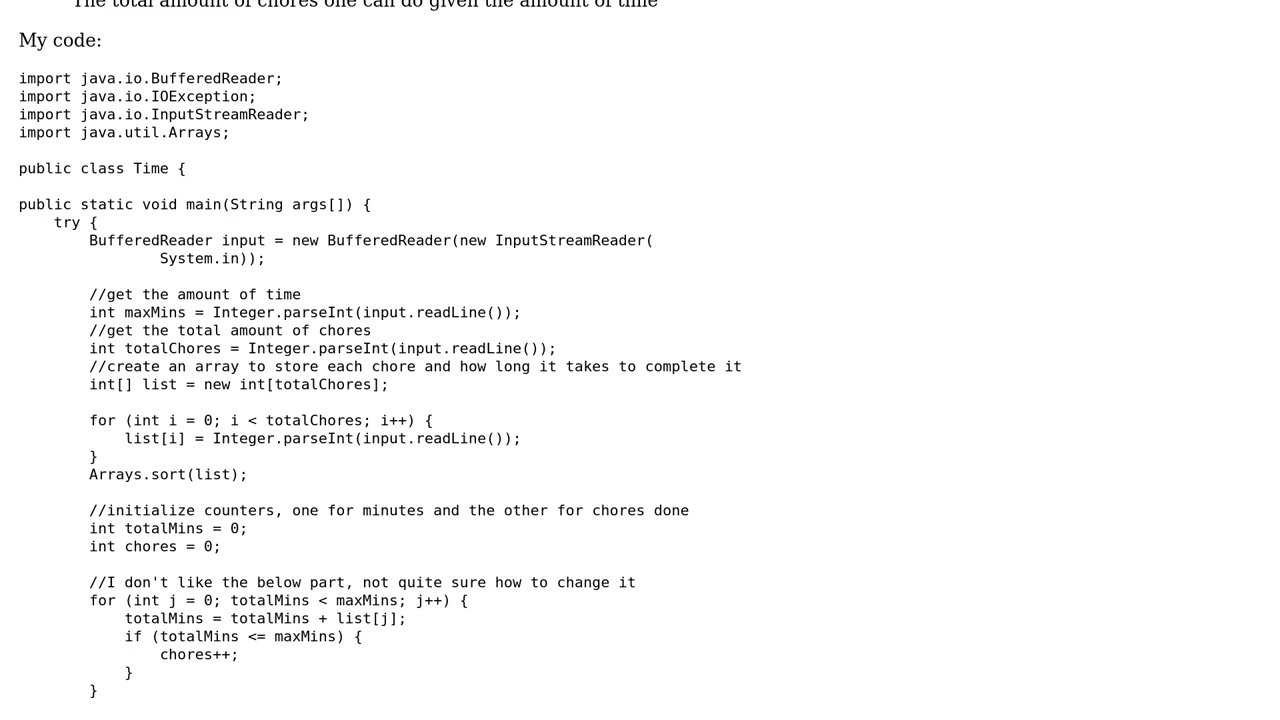 The total amount of chores one can do given the amount of time
My code:
import java.io.BufferedReader;
import java.io.IOException;
import java.io.InputStreamReader;
import java.util.Arrays;

public class Time {

public static void main(String args[]) {
    try {
        BufferedReader input = new BufferedReader(new InputStreamReader(
                System.in));

        //get the amount of time
        int maxMins = Integer.parseInt(input.readLine());
        //get the total amount of chores
        int totalChores = Integer.parseInt(input.readLine());
        //create an array to store each chore and how long it takes to complete it
        int[] list = new int[totalChores];

        for (int i = 0; i < totalChores; i++) {
            list[i] = Integer.parseInt(input.readLine());
        }
        Arrays.sort(list);

        //initialize counters, one for minutes and the other for chores done
        int totalMins = 0;
        int chores = 0;

        //I don't like the below part, not quite sure how to change it
        for (int j = 0; totalMins < maxMins; j++) {
            totalMins = totalMins + list[j];
            if (totalMins <= maxMins) {
                chores++;
            }
        }